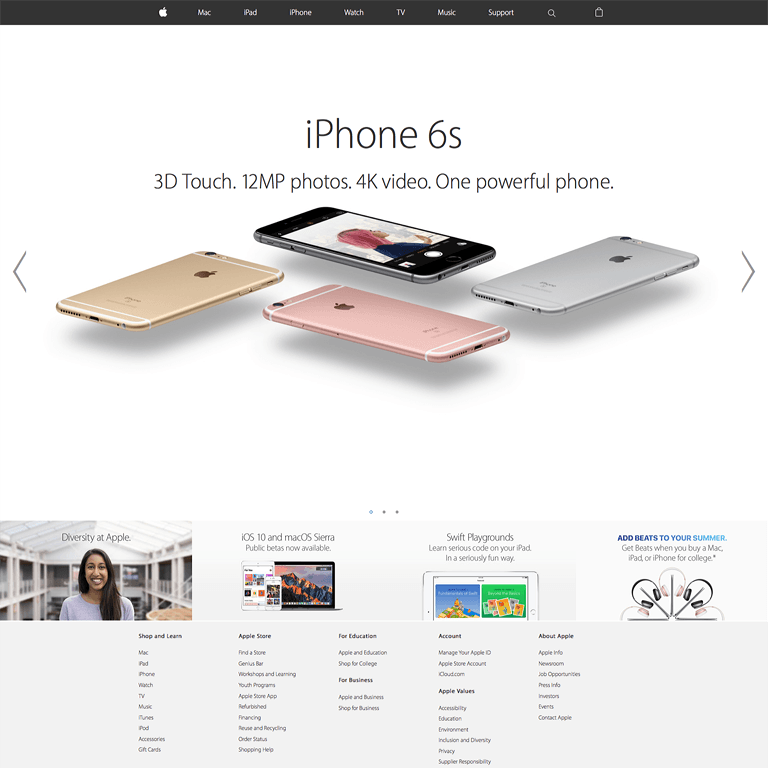 Mac
iPad
iPhone
Watch
TV
Music
Support
iPhone 6s
3D Touch. 12MP photos. 4K video. One powerful phone.
Diversity at Apple.
iOS 10 and macOS Sierra
Public betas now available.
Swift Playgrounds
Learn serious code on your iPad.
In a seriously fun way.
ADD BEATS TO YOUR SUMMER.
Get Beats when you buy a Mac,
iPad, or iPhone for college.*
Shop and Learn
Mac
iPad
iPhone
Watch
TV
Music
iTunes
iPod
Accessories
Gift Cards
Apple Store
Find a Store
Genius Bar
Workshops and Learning
Youth Programs
Apple Store App
Refurbished
Financing
Reuse and Recycling
Order Status
Shopping Help
For Education
Apple and Education
Shop for College
For Business
Apple and Business
Shop for Business
Account
Manage Your Apple ID
Apple Store Account
iCloud.com
Apple Values
Accessibility
Education
Environment
Inclusion and Diversity
Privacy
Supplier Responsibility
About Apple
Apple Info
Newsroom
Job Opportunities
Press Info
Investors
Events
Contact Apple